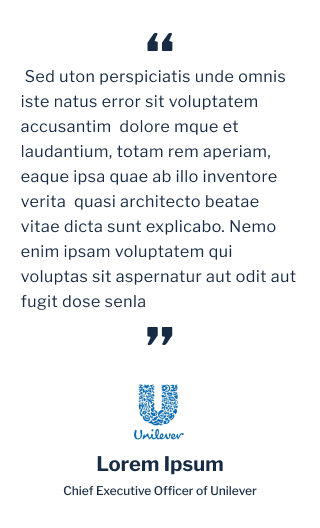 “
Sed uton perspiciatis unde omnis
iste natus error sit voluptatem
accusantim  dolore mque et
laudantium, totam rem aperiam,
eaque ipsa quae ab illo inventore
verita  quasi architecto beatae
vitae dicta sunt explicabo. Nemo
enim ipsam voluptatem qui
voluptas sit aspernatur aut odit aut
fugit dose senla
”
Unilever
Lorem Ipsum
Chief Executive Officer of Unilever